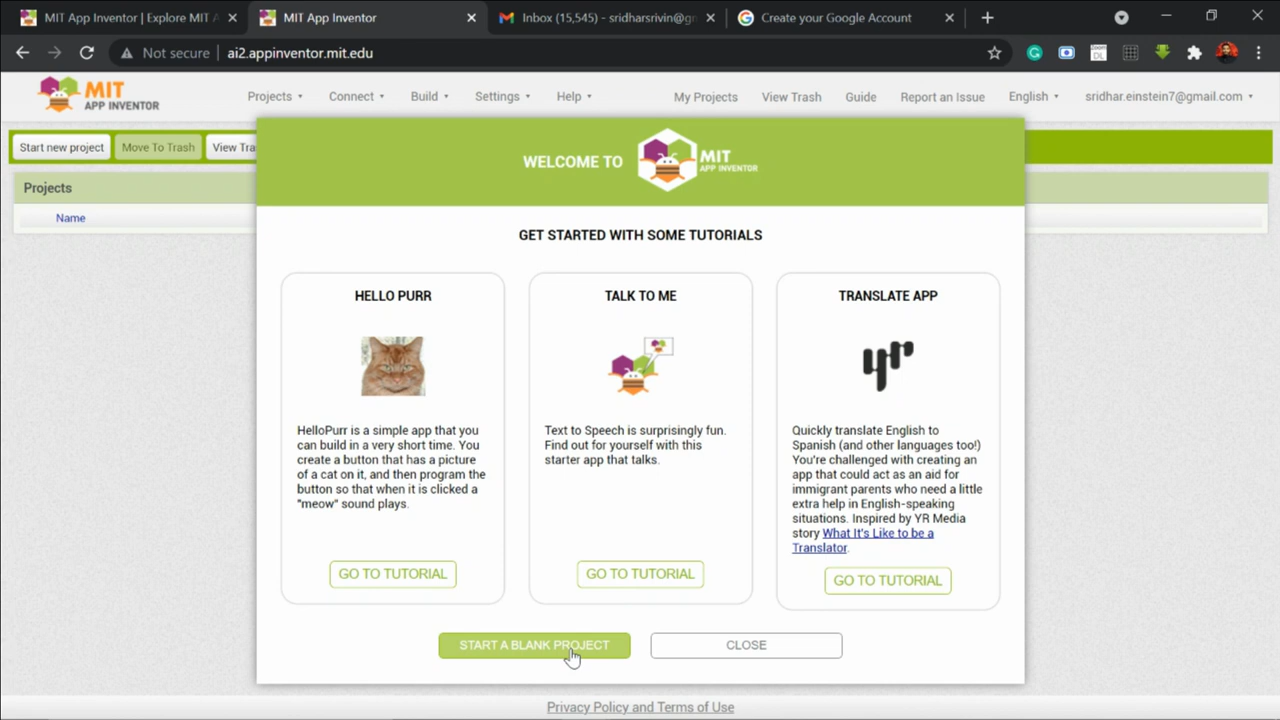 MIT App Inventor | Explore MIT A
MIT App Inventor
Inbox (15,545) - sridharsrivin@gm
Create your Google Account
Not secure
ai2.appinventor.mit.edu
MIT
APP INVENTOR
Projects
Connect
Build
Settings
Help
My Projects
View Trash
Guide
Report an Issue
English
sridhar.einstein7@gmail.com
Start new project
Move To Trash
View Tra
Projects
Name
WELCOME TO
MIT
APP INVENTOR
GET STARTED WITH SOME TUTORIALS
HELLO PURR
HelloPurr is a simple app that you
can build in a very short time. You
create a button that has a picture
of a cat on it, and then program the
button so that when it is clicked a
"meow" sound plays.
GO TO TUTORIAL
TALK TO ME
Text to Speech is surprisingly fun.
Find out for yourself with this
starter app that talks.
GO TO TUTORIAL
TRANSLATE APP
yr
Quickly translate English to
Spanish (and other languages too!)
You're challenged with creating an
app that could act as an aid for
immigrant parents who need a little
extra help in English-speaking
situations. Inspired by YR Media
story What It's Like to be a
Translator.
GO TO TUTORIAL
START A BLANK PROJECT
CLOSE
Privacy Policy and Terms of Use